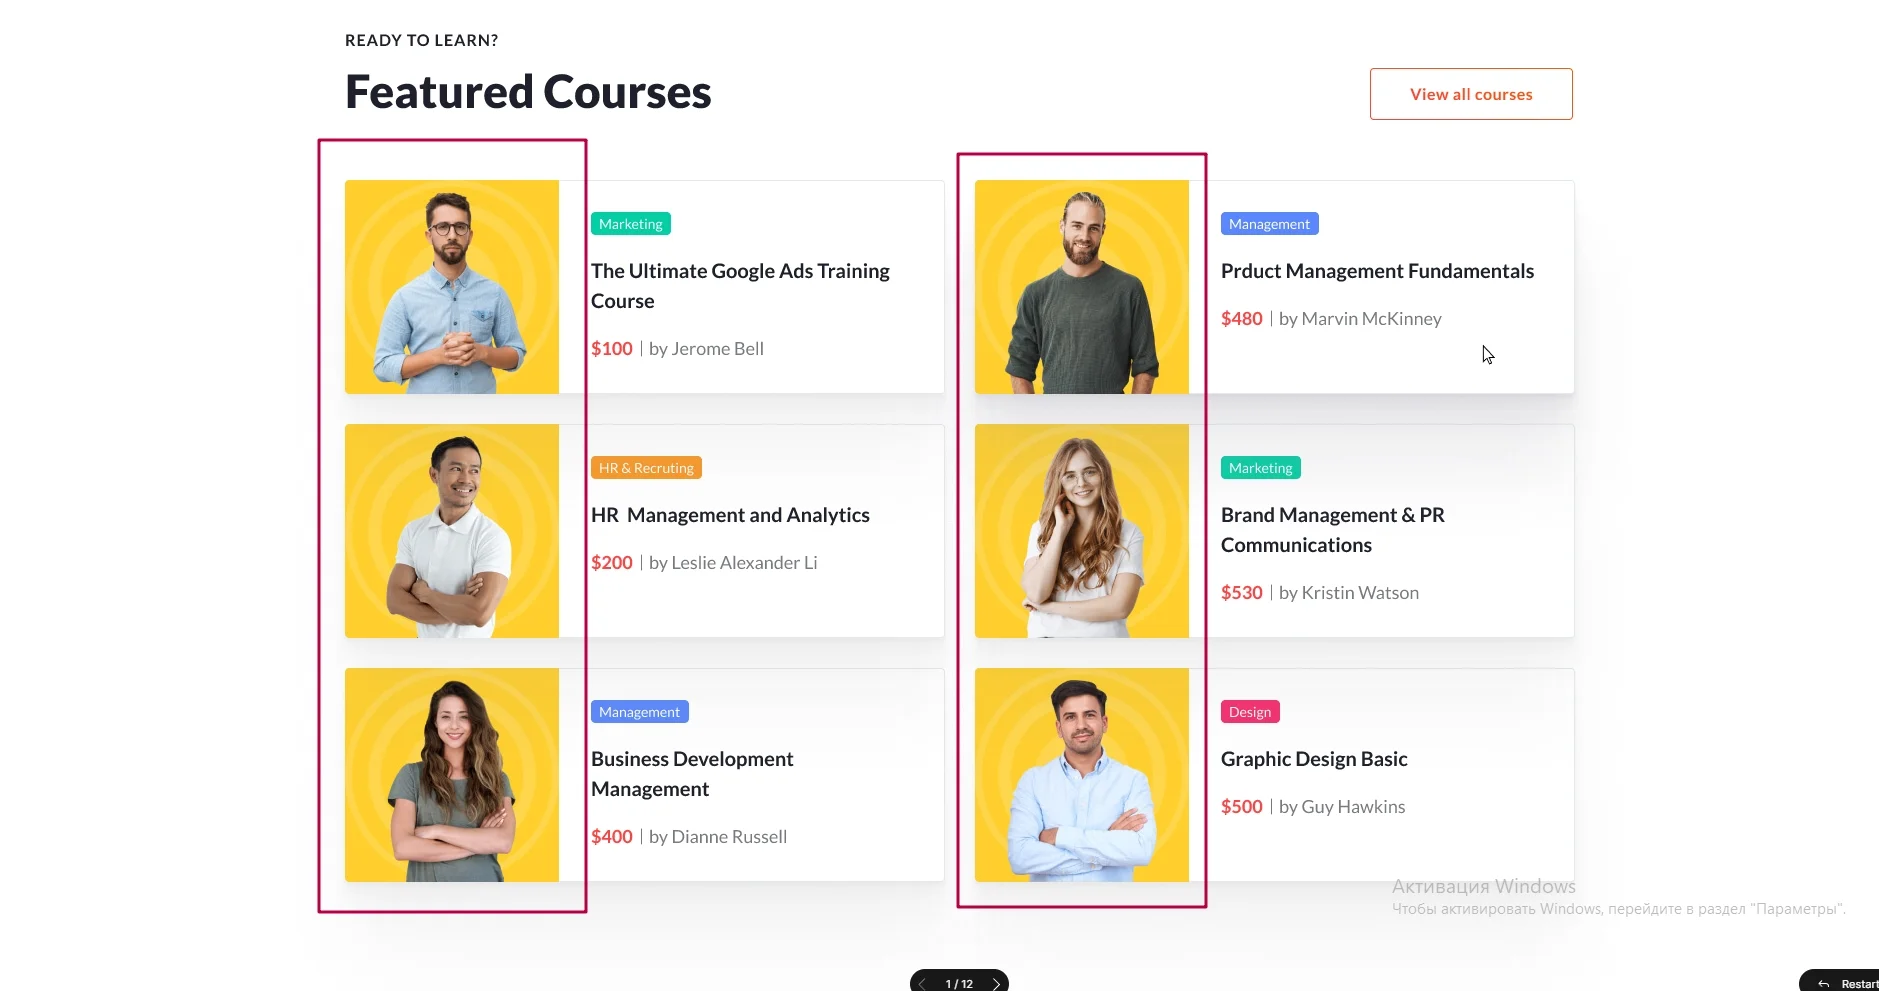 READY TO LEARN?
Featured Courses
View all courses
Marketing
The Ultimate Google Ads Training
Course
$100 | by Jerome Bell
Management
Prduct Management Fundamentals
$480 | by Marvin McKinney
HR & Recruting
HR  Management and Analytics
$200 | by Leslie Alexander Li
Marketing
Brand Management & PR
Communications
$530 | by Kristin Watson
Management
Business Development
Management
$400 | by Dianne Russell
Design
Graphic Design Basic
$500 | by Guy Hawkins
Активация Windows
Чтобы активировать Windows, перейдите в раздел "Параметры".
1 / 12
Restart